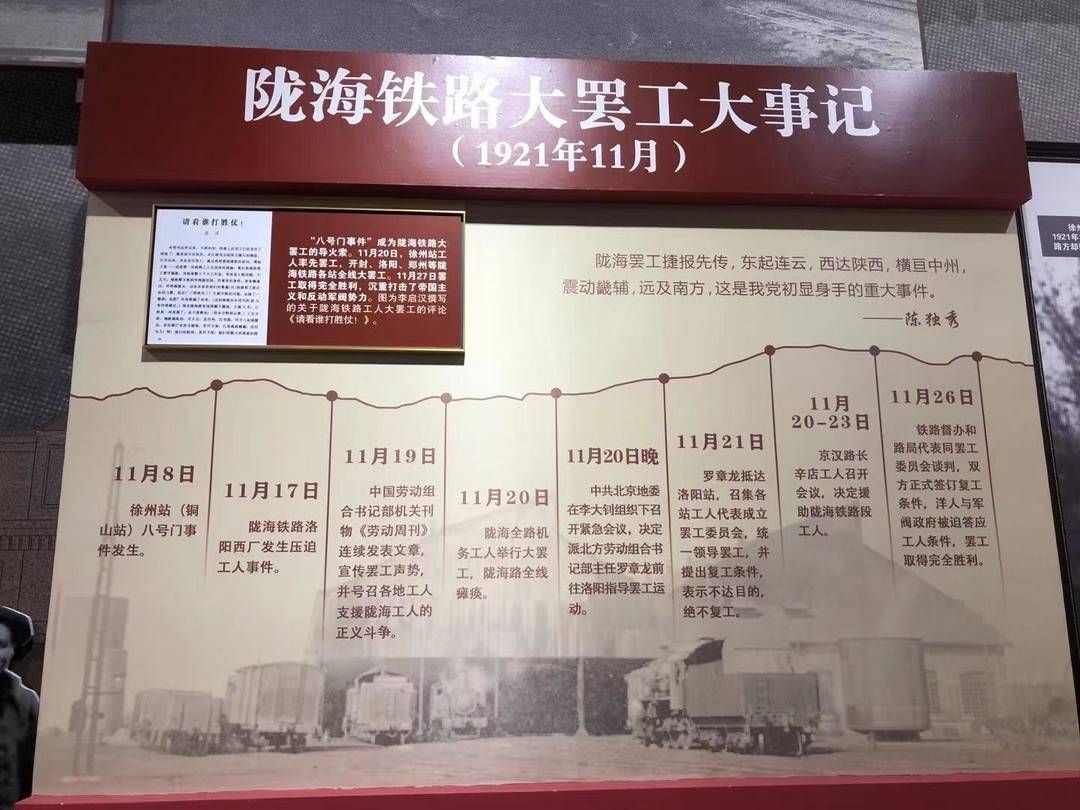 陇海铁路大罢工大事记
（1921年11月）
请看谁打胜仗！
“八号门事件”成为陇海铁路大
罢工的导火索。11月20日，徐州站工
人率先罢工，开封、洛阳、郑州等陇
海铁路各站全线大罢工。11月27日罢
工取得完全胜利，沉重打击了帝国主
义和反动军阀势力。图为李启汉撰写
的关于陇海铁路工人大罢工的评论
《请看谁打胜仗！》。
陇海罢工捷报先传，东起连云，西达陕西，横亘中州，
震动畿辅，远及南方，这是我党初显身手的重大事件。
——陈独秀
11月8日
徐州站（铜
山站）八号门事
件发生。
11月17日
陇海铁路洛
阳西厂发生压迫
工人事件。
11月19日
中国劳动组
合书记部机关刊
物《劳动周刊》
连续发表文章，
宣传罢工声势，
并号召各地工人
支援陇海工人的
正义斗争。
11月20日
陇海全路机
务工人举行大罢
工，陇海路全线
瘫痪。
11月20日晚
中共北京地委
在李大钊组织下召
开紧急会议，决定
派北方劳动组合书
记部主任罗章龙前
往洛阳指导罢工运
动。
11月21日
罗章龙抵达
洛阳站，召集各
站工人代表成立
罢工委员会，统
一领导罢工，并
提出复工条件，
表示不达目的，
绝不复工。
11月
20-23日
京汉路长
辛店工人召开
会议，决定援
助陇海铁路段
工人。
11月26日
铁路督办和
路局代表同罢工
委员会谈判，双
方正式签订复工
条件，洋人与军
阀政府被迫答应
工人条件，罢工
取得完全胜利。